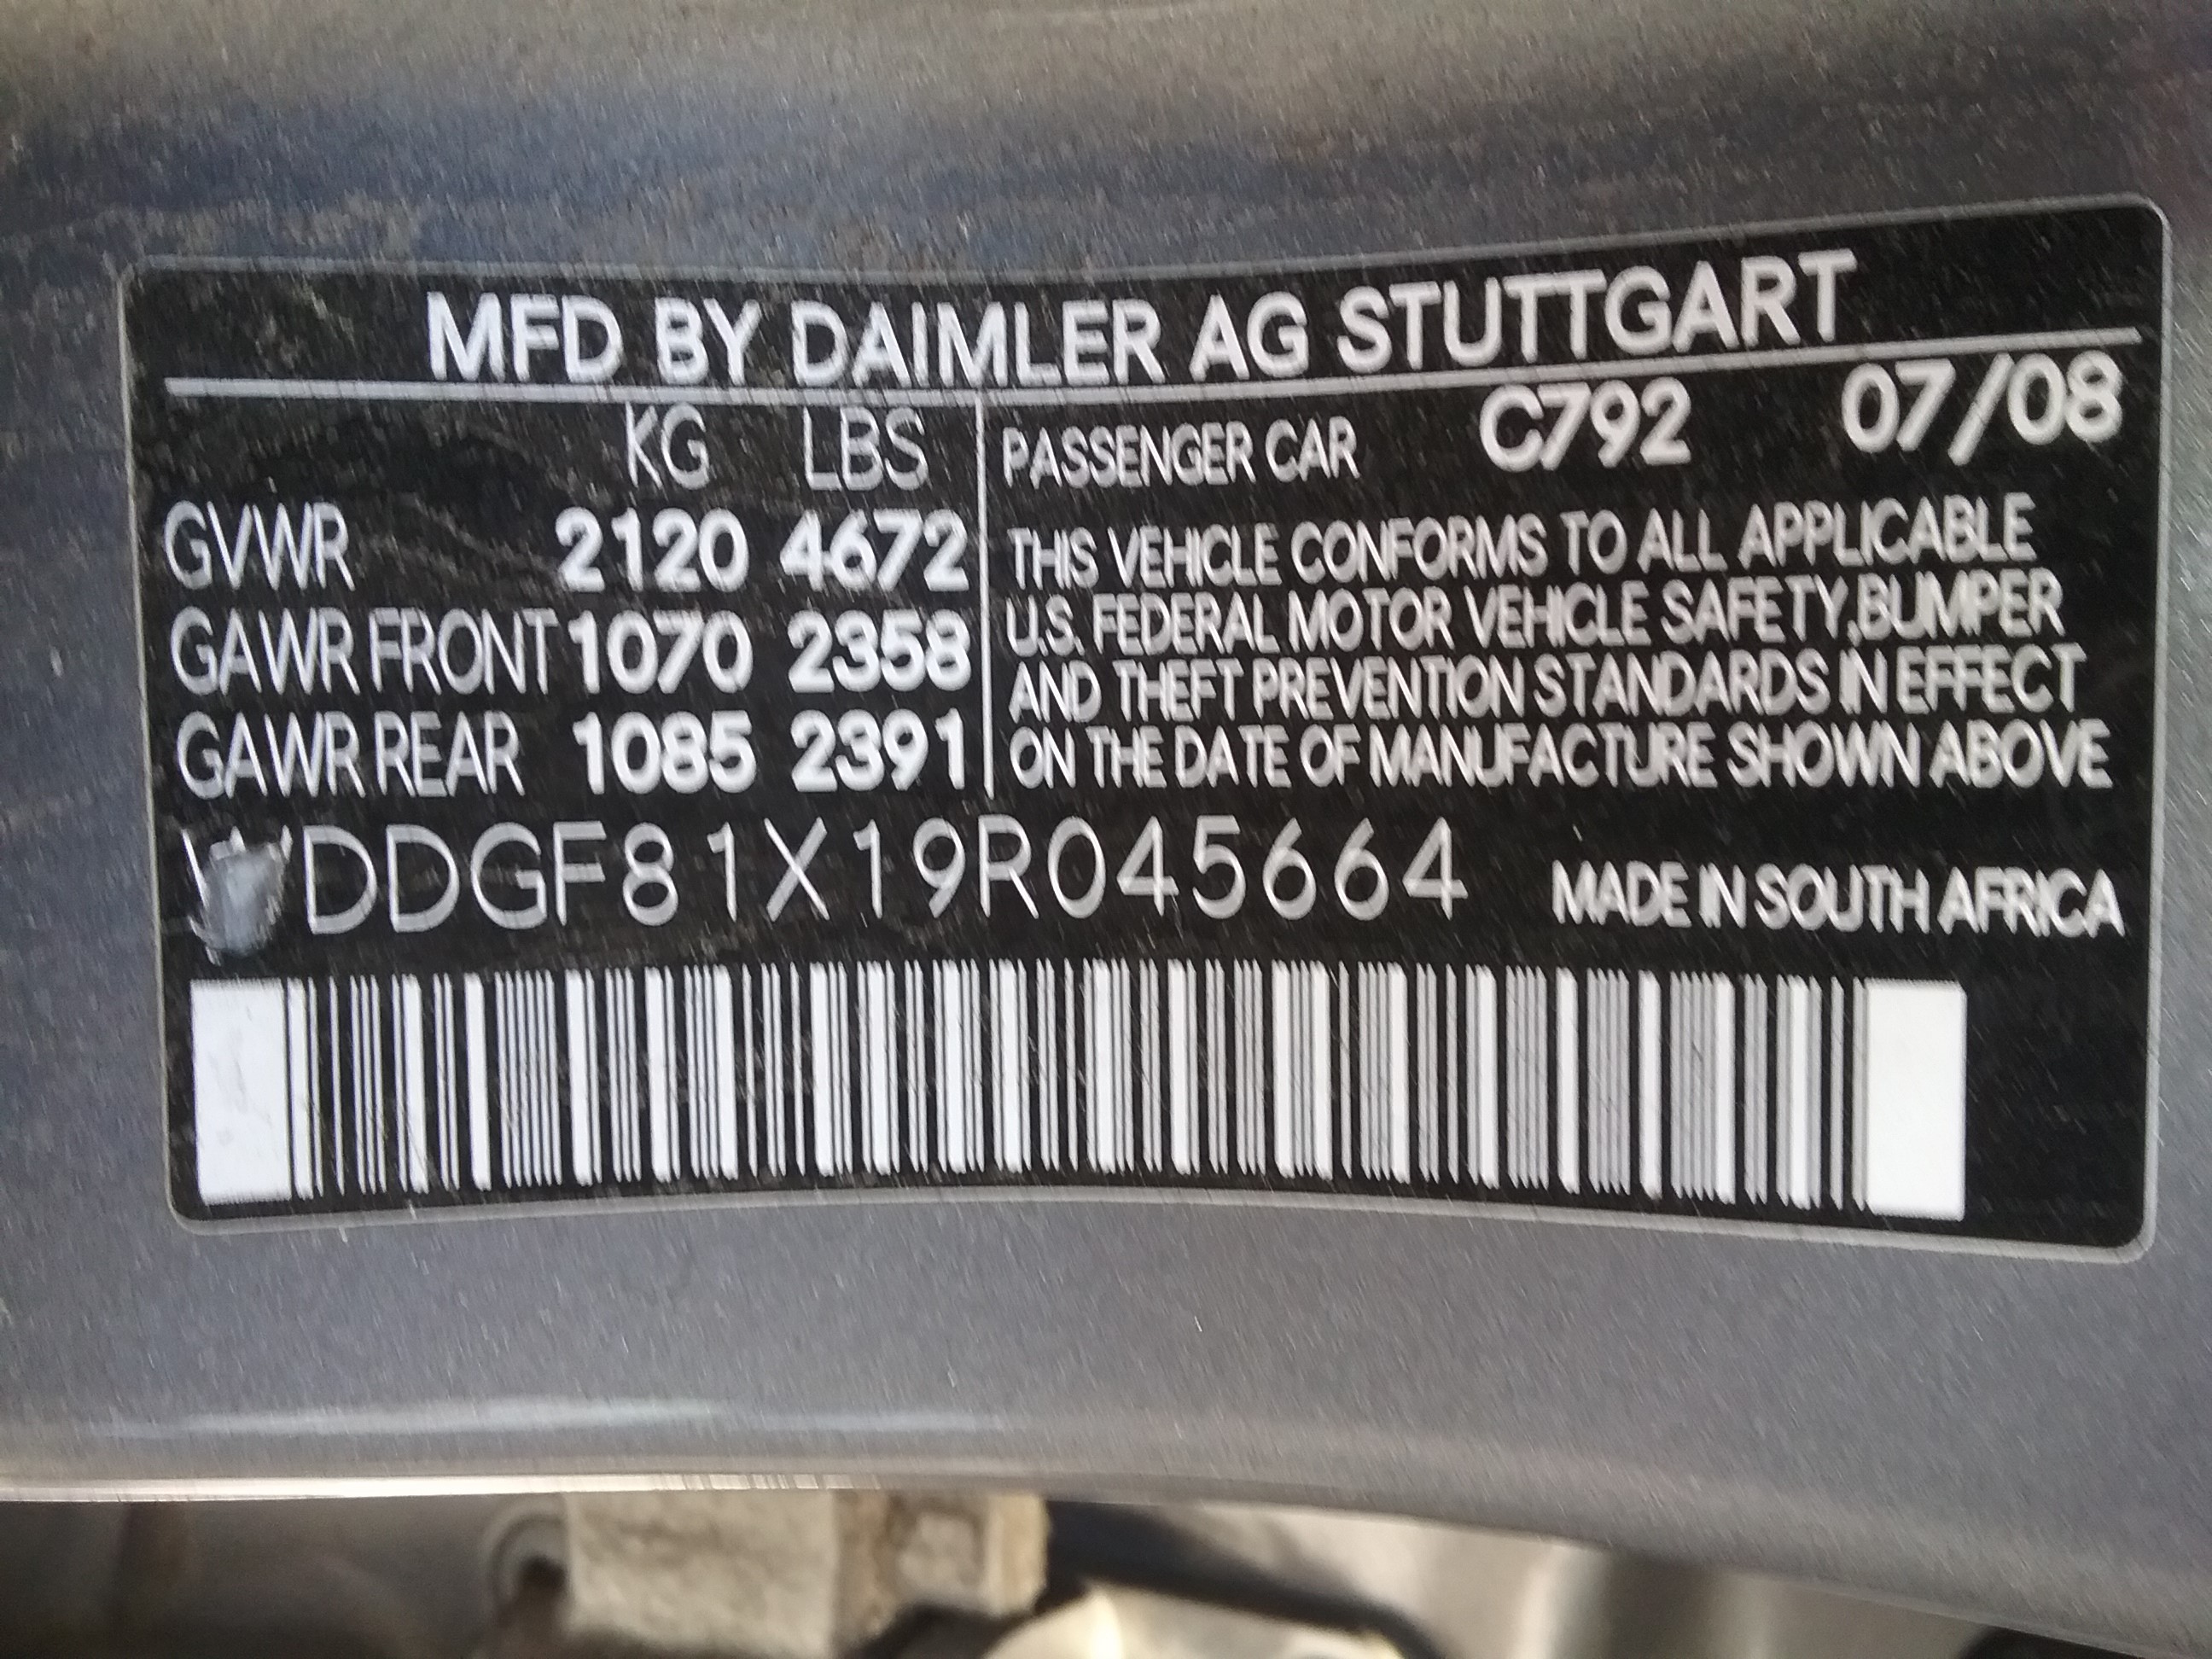 MFD BY DAIMLER AG STUTTGART
KG LBS
GVWR 2120 4672
GAWR FRONT 1070 2358
GAWR REAR 1085 2391
PASSENGER CAR C792 07/08
THIS VEHICLE CONFORMS TO ALL APPLICABLE
U.S. FEDERAL MOTOR VEHICLE SAFETY,BUMPER
AND THEFT PREVENTION STANDARDS IN EFFECT
ON THE DATE OF MANUFACTURE SHOWN ABOVE
WDDGF81X19R045664
MADE IN SOUTH AFRICA